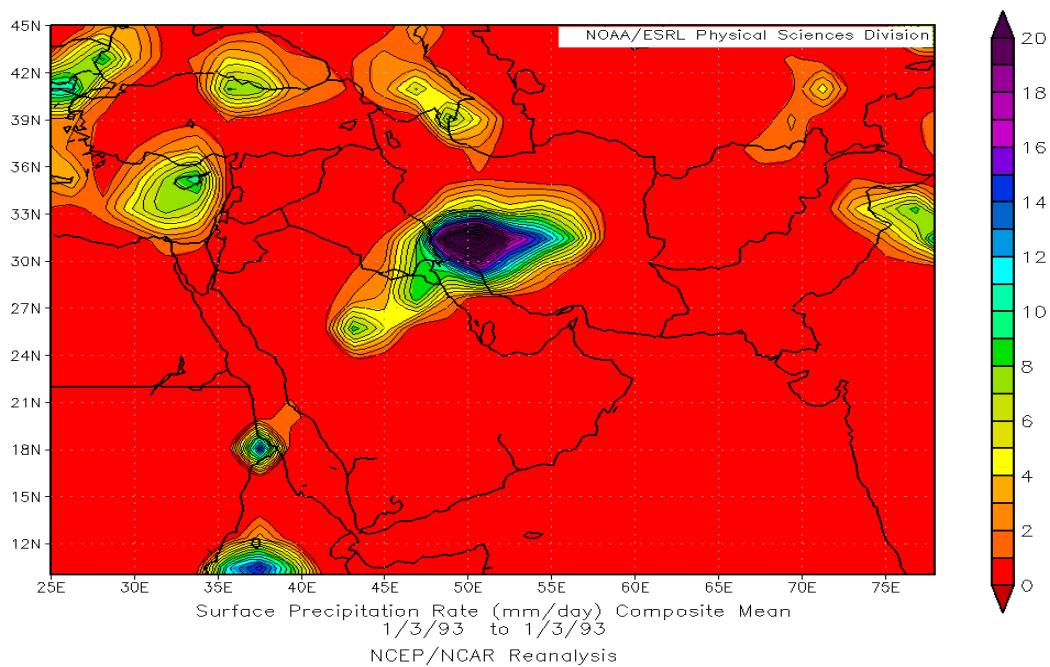 45N
NOAA/ESRL Physical Sciences Division
20
42N
18
39N
16
36N
14
33N
12
30N
10
27N
8
24N
6
21N
4
18N
2
15N
0
12N
25E 30E 35E 40E 45E 50E 55E 60E 65E 70E 75E
Surface Precipitation Rate (mm/day) Composite Mean
1/3/93 to 1/3/93
NCEP/NCAR Reanalysis